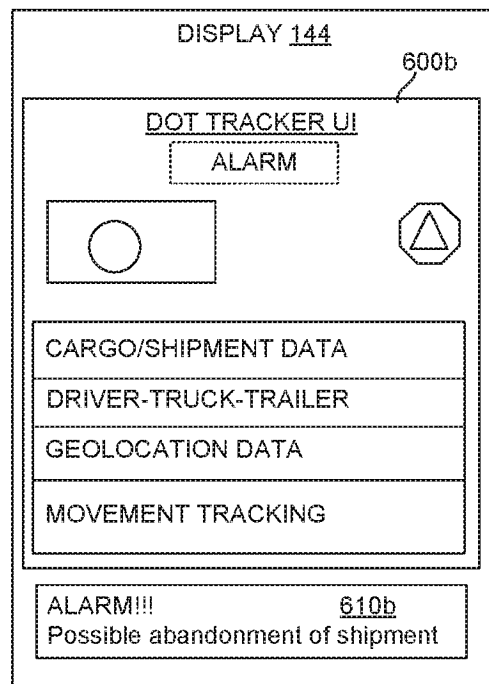 DISPLAY 144
600b
DOT TRACKER UI
ALARM
CARGO/SHIPMENT DATA
DRIVER-TRUCK-TRAILER
GEOLOCATION DATA
MOVEMENT TRACKING
ALARM!!! 610b
Possible abandonment of shipment